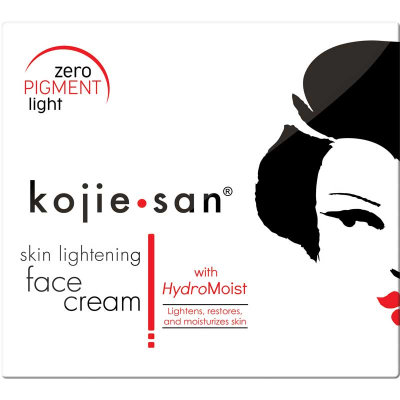 zero
PIGMENT
light
kojie•san®
skin lightening
face
cream
with
HydroMoist
Lightens, restores,
and moisturizes skin